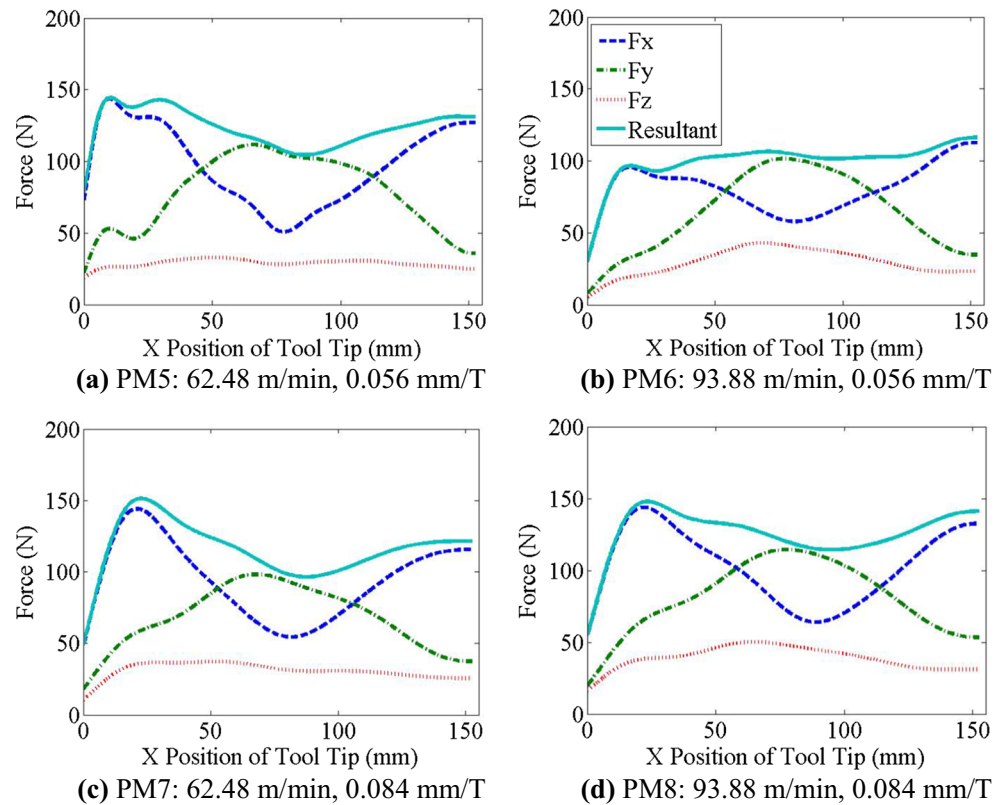 200
150
100
50
0
Force (N)
0 50 100 150
X Position of Tool Tip (mm)
(a) PM5: 62.48 m/min, 0.056 mm/T
200
150
100
50
0
Force (N)
Fx
Fy
Fz
Resultant
0 50 100 150
X Position of Tool Tip (mm)
(b) PM6: 93.88 m/min, 0.056 mm/T
200
150
100
50
0
Force (N)
0 50 100 150
X Position of Tool Tip (mm)
(c) PM7: 62.48 m/min, 0.084 mm/T
200
150
100
50
0
Force (N)
0 50 100 150
X Position of Tool Tip (mm)
(d) PM8: 93.88 m/min, 0.084 mm/T